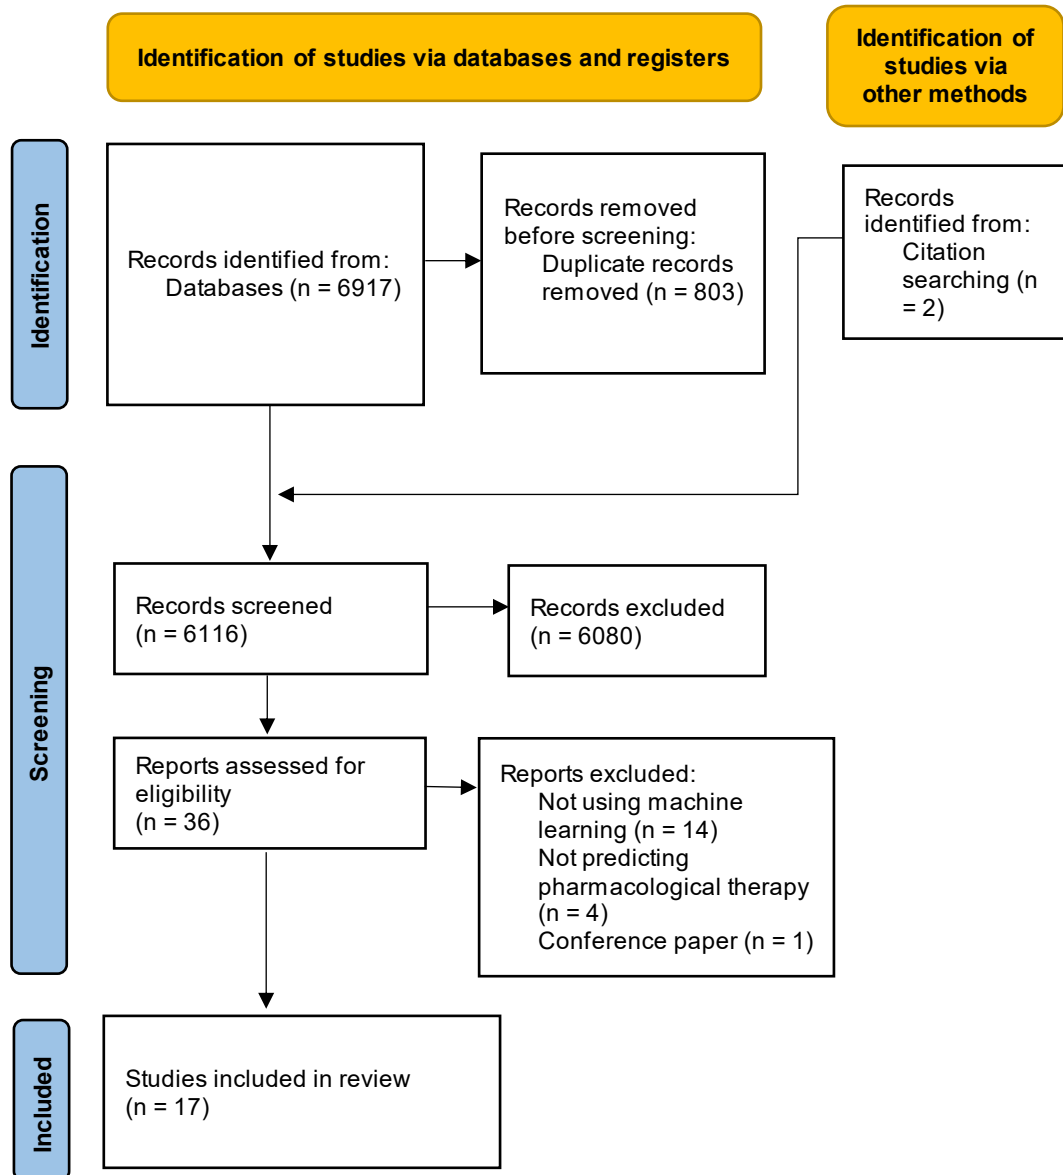 Identification of studies via databases and registers
Identification of
studies via
other methods
Identification
Records identified from:
Databases (n = 6917)
Records removed
before screening:
Duplicate records
removed (n = 803)
Records
identified from:
Citation
searching (n
= 2)
Screening
Records screened
(n = 6116)
Records excluded
(n = 6080)
Reports assessed for
eligibility
(n = 36)
Reports excluded:
Not using machine
learning (n = 14)
Not predicting
pharmacological therapy
(n = 4)
Conference paper (n = 1)
Included
Studies included in review
(n = 17)